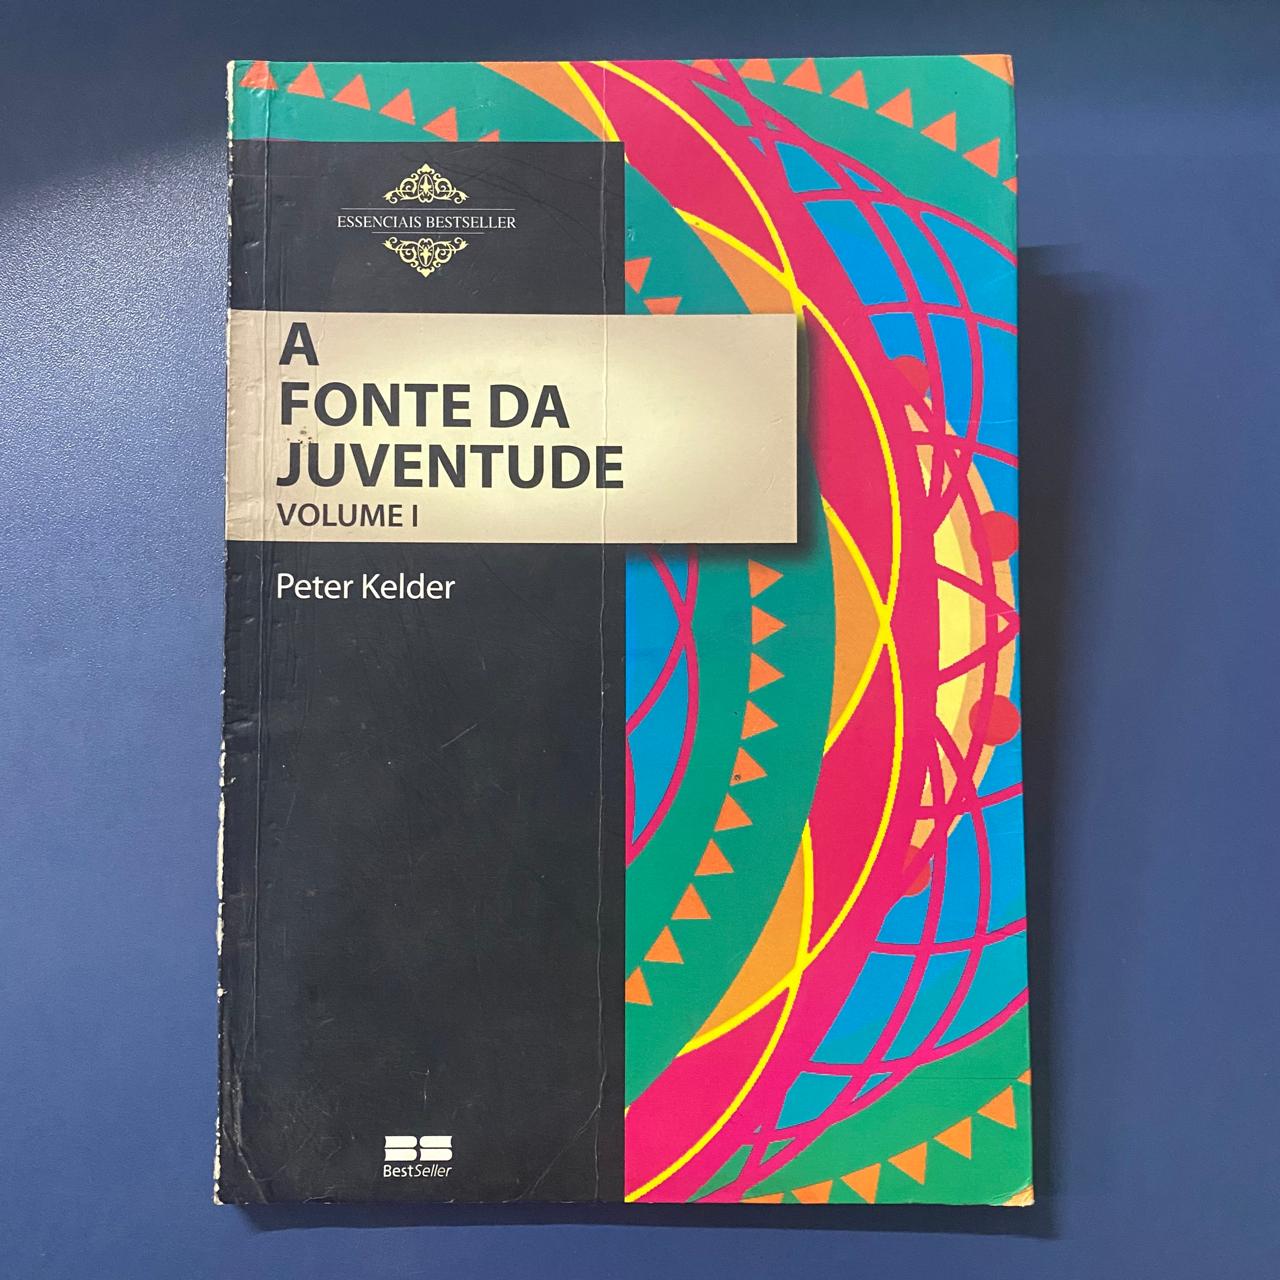 ESSENCIAIS BESTSELLER
A
FONTE DA
JUVENTUDE
VOLUME I
Peter Kelder
BS
BestSeller